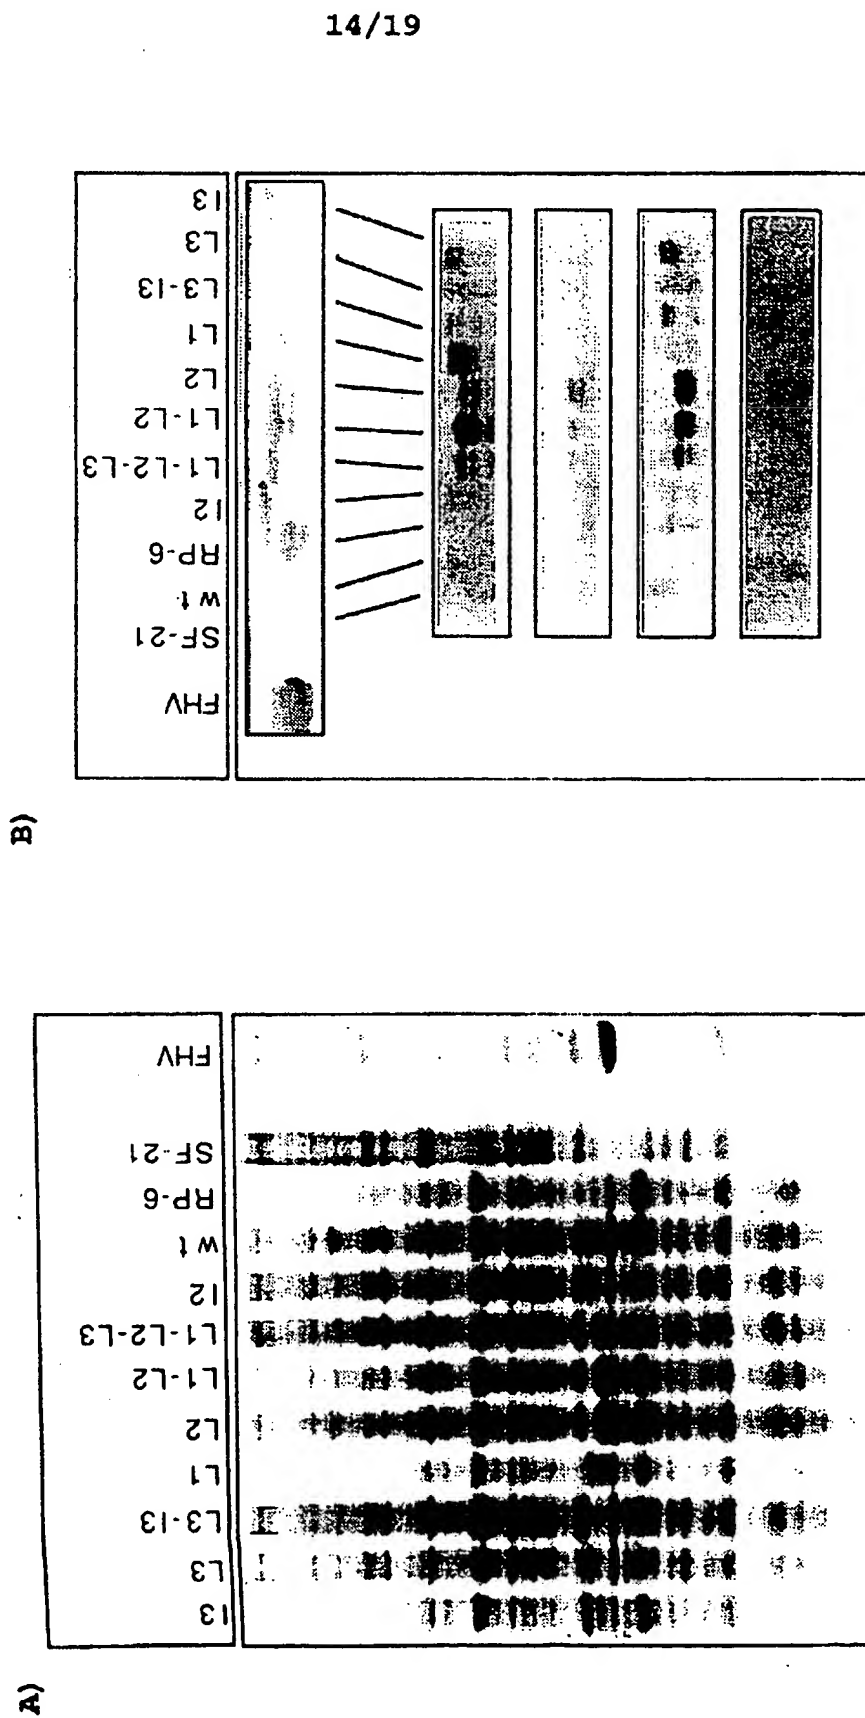 14/19
B)
I3
L3
L3-I3
L1
L2
L1-L2
L1-L2-L3
I2
RP-6
wt
SF-21
FHV
A)
FHV
SF-21
RP-6
wt
I2
L1-L2-L3
L1-L2
L2
L1
L3-I3
L3
I3